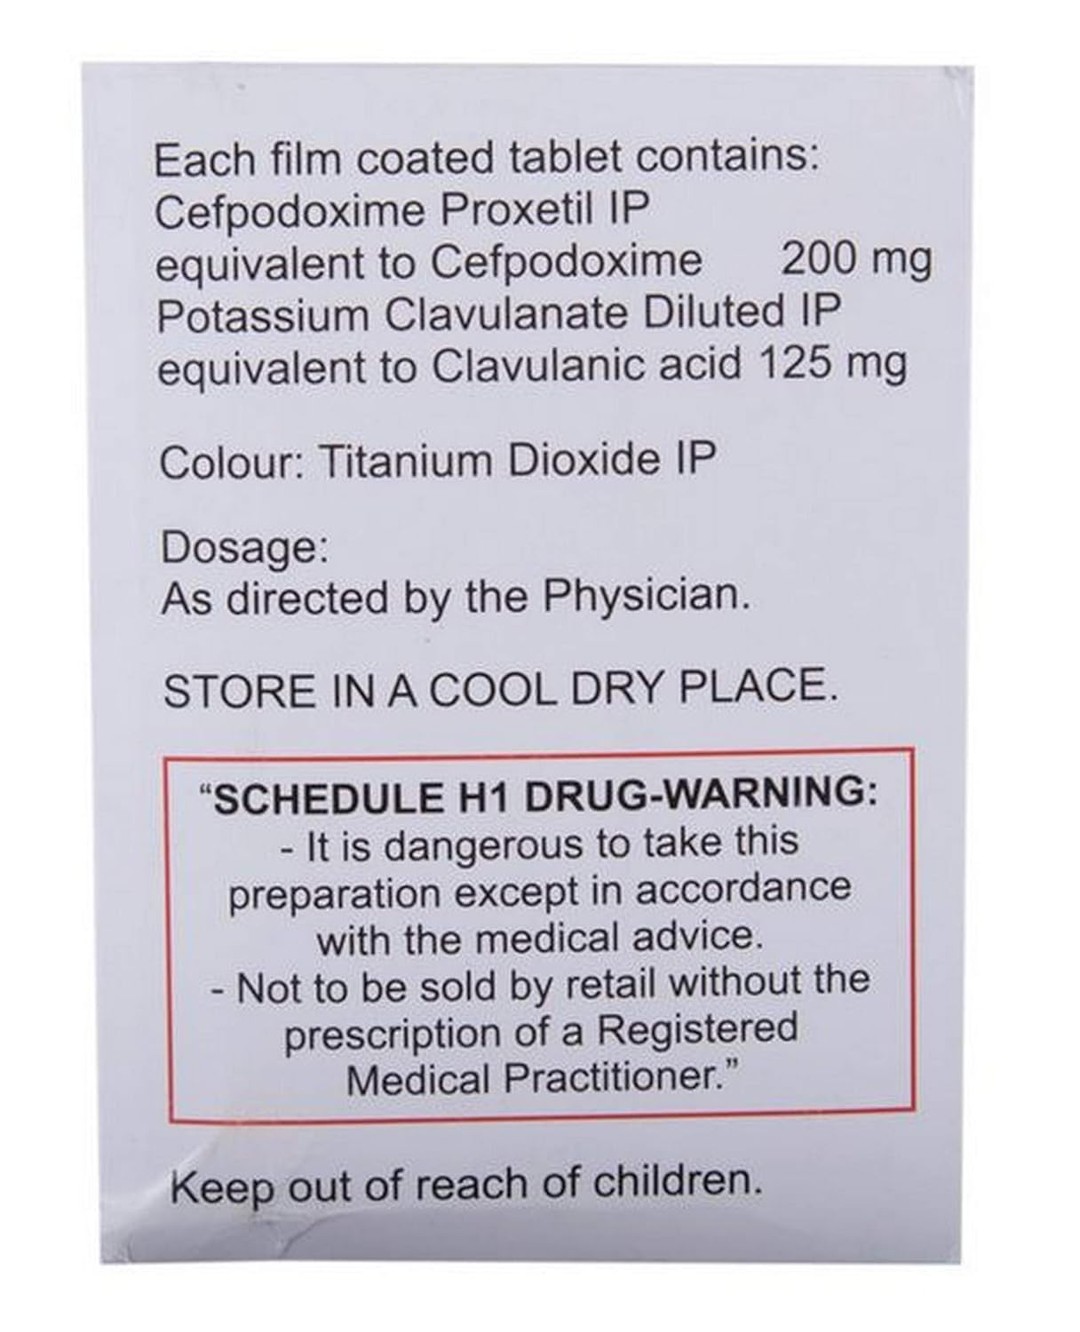 Each film coated tablet contains:
Cefpodoxime Proxetil IP
equivalent to Cefpodoxime 200 mg
Potassium Clavulanate Diluted IP
equivalent to Clavulanic acid 125 mg
Colour: Titanium Dioxide IP
Dosage:
As directed by the Physician.
STORE IN A COOL DRY PLACE.
“SCHEDULE H1 DRUG-WARNING:
- It is dangerous to take this
preparation except in accordance
with the medical advice.
- Not to be sold by retail without the
prescription of a Registered
Medical Practitioner.”
Keep out of reach of children.